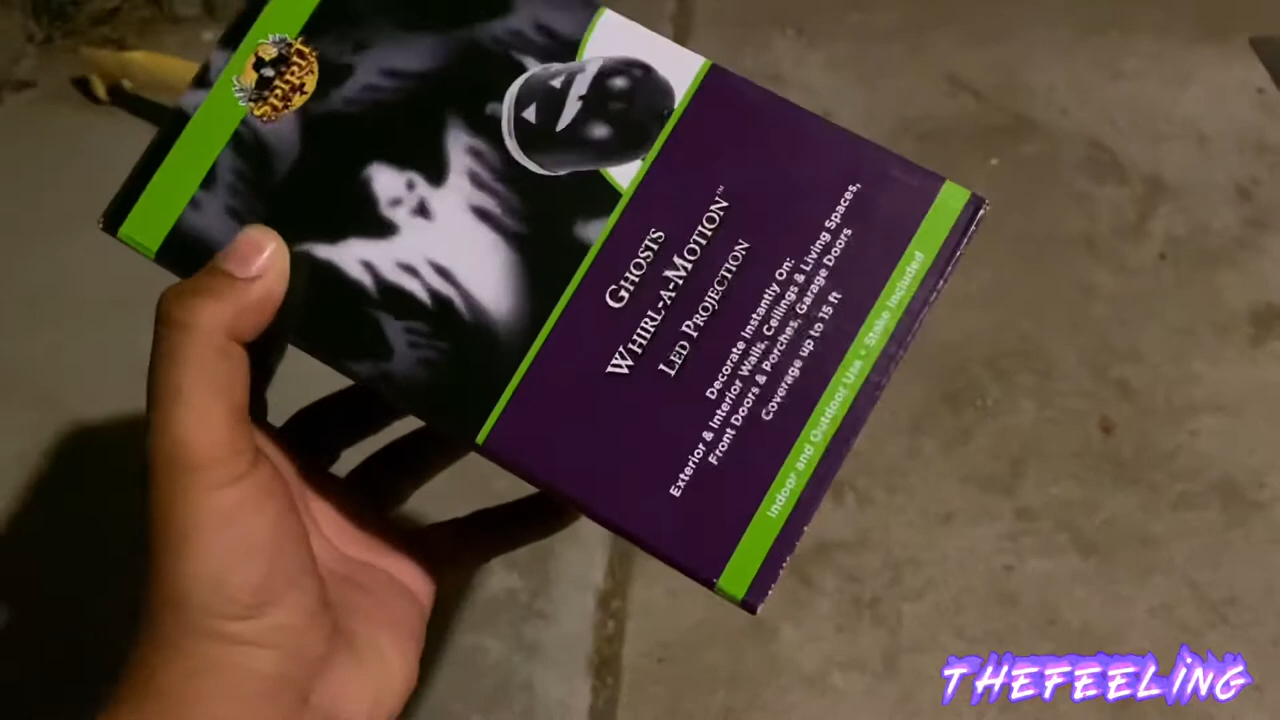 SPIRIT
GHOSTS
WHIRL-A-MOTION™
LED PROJECTION
Decorate Instantly On:
Exterior & Interior Walls, Ceilings & Living Spaces,
Front Doors & Porches, Garage Doors
Coverage up to 15 ft
Indoor and Outdoor Use • Stake Included
THEFEELING